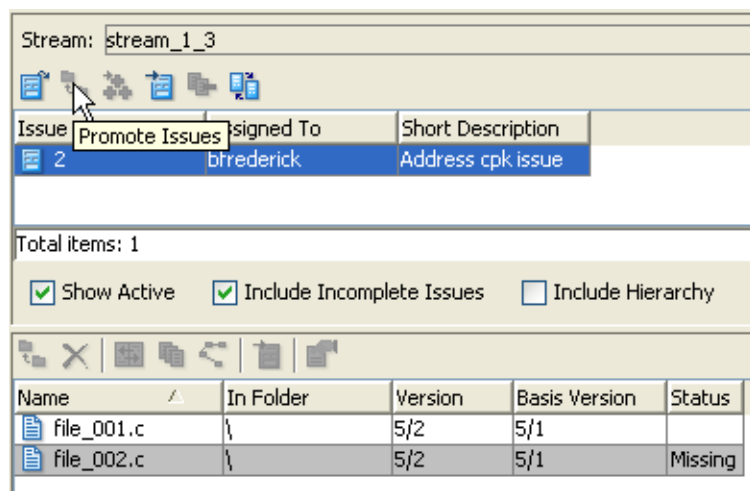 Stream: stream_1_3
Issue Assigned To Short Description
Promote Issues
2 bfrederick Address cpk issue
Total items: 1
Show Active Include Incomplete Issues Include Hierarchy
Name In Folder Version Basis Version Status
file_001.c \ 5/2 5/1
file_002.c \ 5/2 5/1 Missing